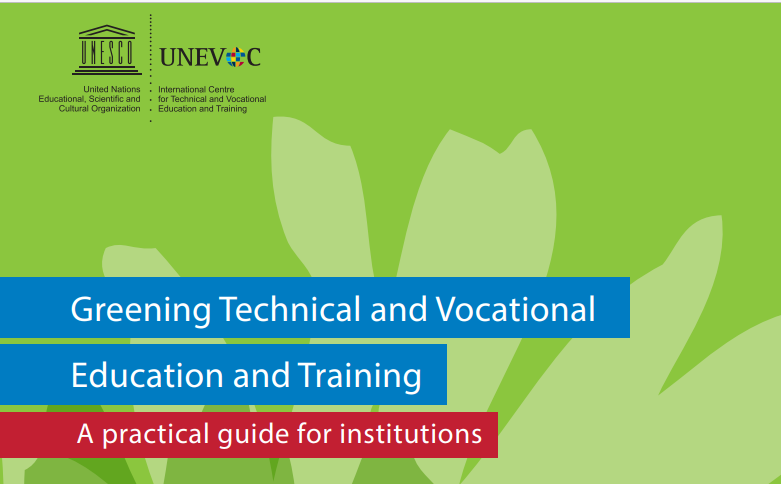 UNESCO
United Nations
Educational, Scientific and
Cultural Organization
UNEVOC
International Centre
for Technical and Vocational
Education and Training
Greening Technical and Vocational
Education and Training
A practical guide for institutions